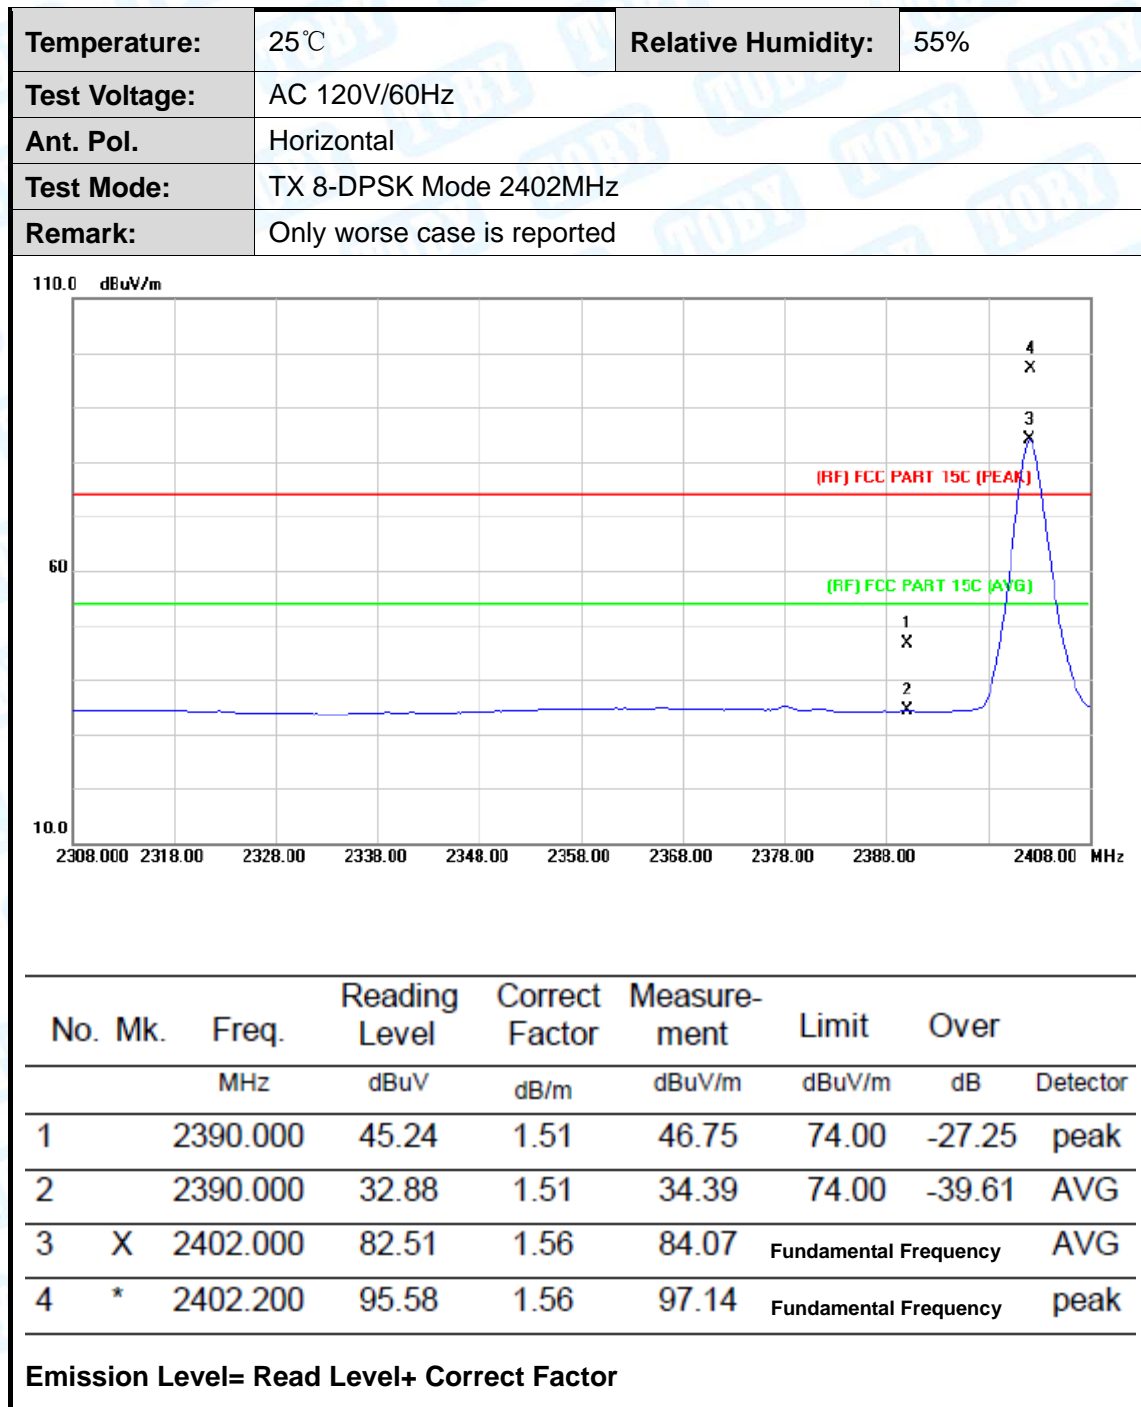 Temperature: 25℃ Relative Humidity: 55%
Test Voltage: AC 120V/60Hz
Ant. Pol. Horizontal
Test Mode: TX 8-DPSK Mode 2402MHz
Remark: Only worse case is reported
110.0 dBuV/m
4
X
3
X
(RF) FCC PART 15C (PEAK)
60
(RF) FCC PART 15C (AVG)
1
X
2
X
10.0
2308.000 2318.00 2328.00 2338.00 2348.00 2358.00 2368.00 2378.00 2388.00 2408.00 MHz
No. Mk. Freq. Reading Level Correct Factor Measure-ment Limit Over
MHz dBuV dB/m dBuV/m dBuV/m dB Detector
1 2390.000 45.24 1.51 46.75 74.00 -27.25 peak
2 2390.000 32.88 1.51 34.39 74.00 -39.61 AVG
3 X 2402.000 82.51 1.56 84.07 Fundamental Frequency AVG
4 * 2402.200 95.58 1.56 97.14 Fundamental Frequency peak
Emission Level= Read Level+ Correct Factor
TOBY